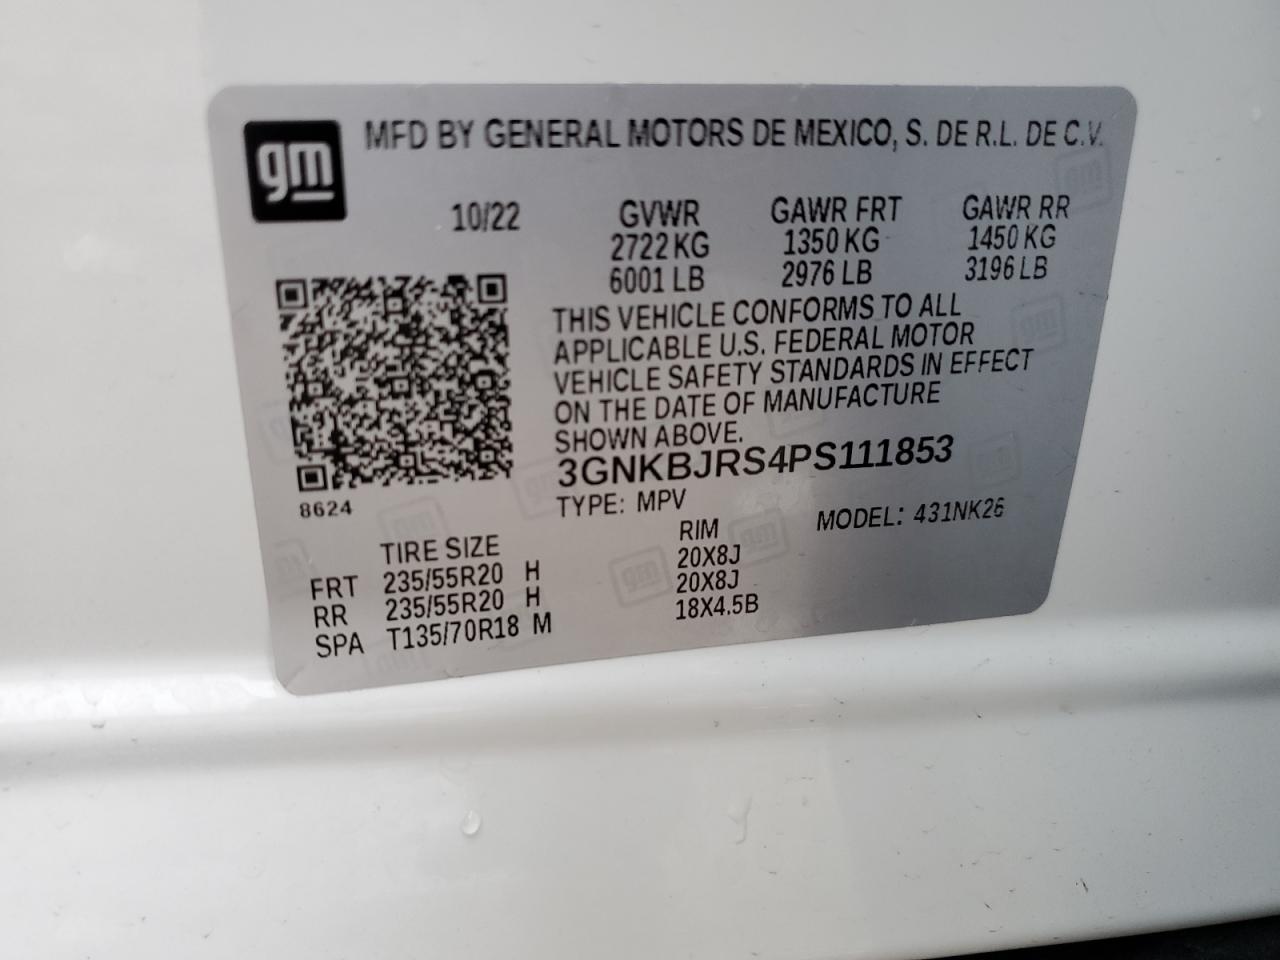 gm
MFD BY GENERAL MOTORS DE MEXICO, S. DE R.L. DE C.V.
10/22 GVWR GAWR FRT GAWR RR
2722 KG 1350 KG 1450 KG
6001 LB 2976 LB 3196 LB
THIS VEHICLE CONFORMS TO ALL
APPLICABLE U.S. FEDERAL MOTOR
VEHICLE SAFETY STANDARDS IN EFFECT
ON THE DATE OF MANUFACTURE
SHOWN ABOVE.
3GNKBJRS4PS111853
8624
TYPE: MPV MODEL: 431NK26
TIRE SIZE RIM
FRT 235/55R20 H 20X8J
RR 235/55R20 H 20X8J
SPA T135/70R18 M 18X4.5B